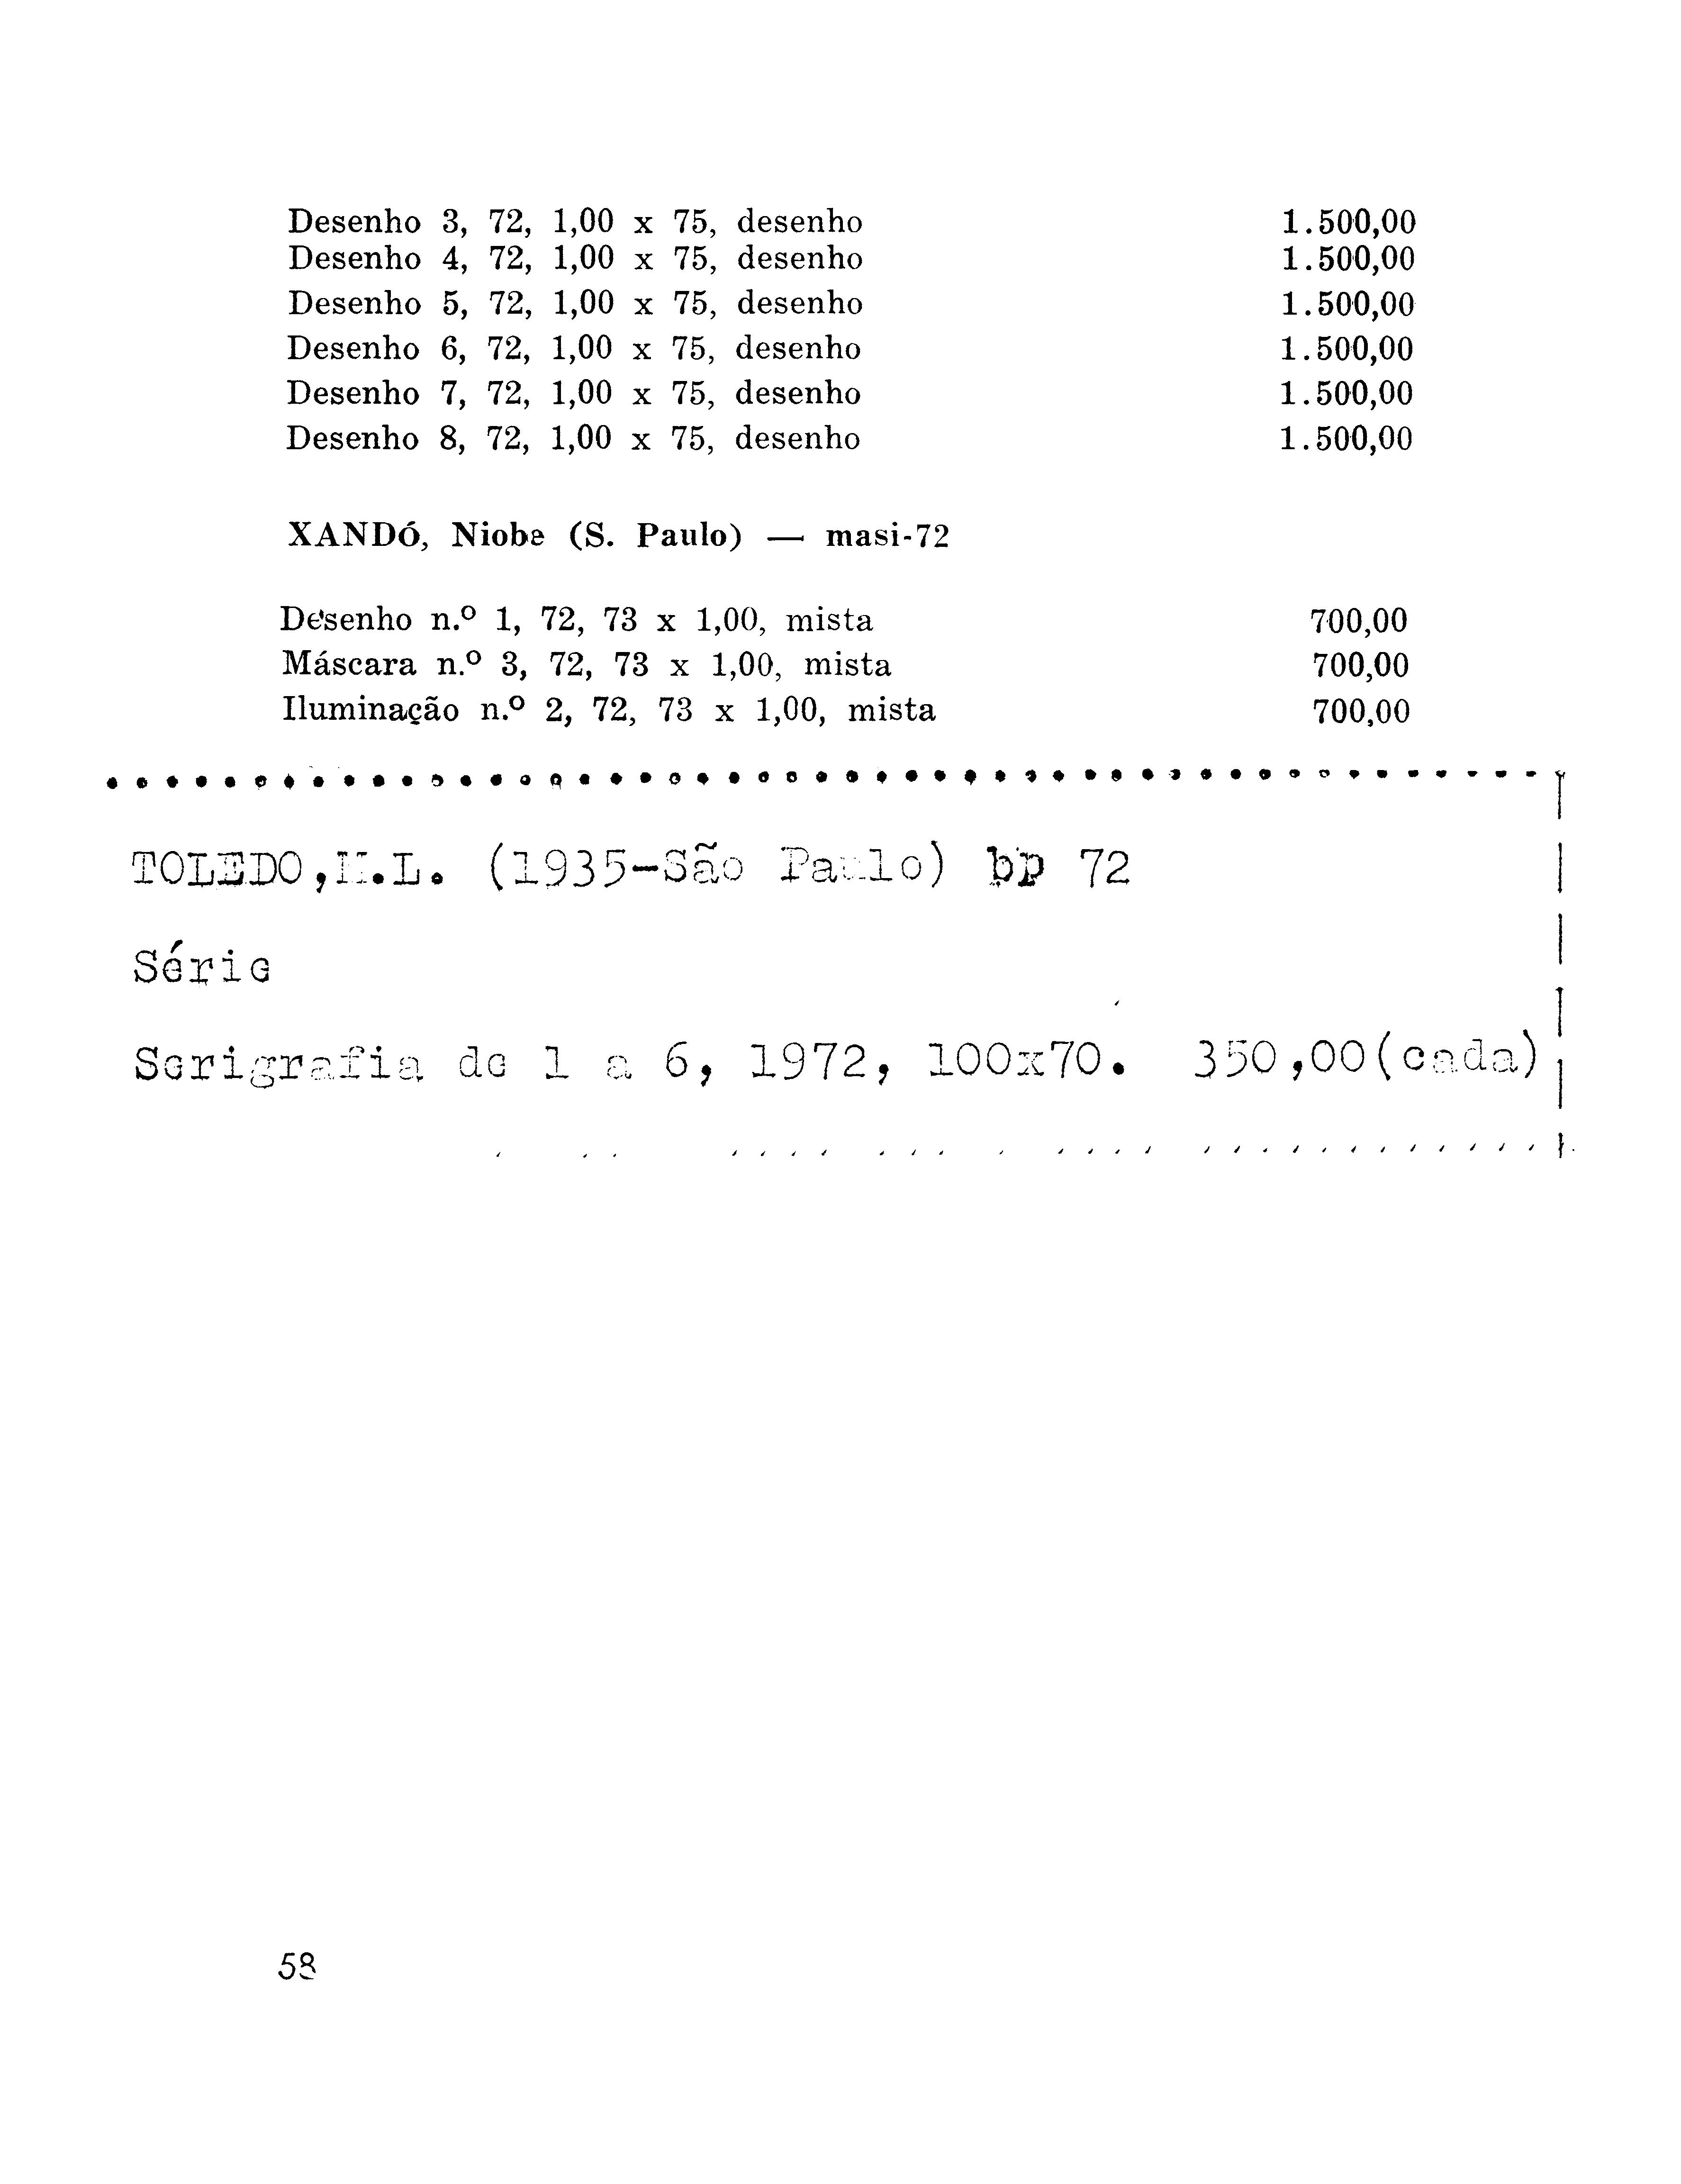 Desenho 3, 72, 1,00 x 75, desenho 1.500,00
Desenho 4, 72, 1,00 x 75, desenho 1.500,00
Desenho 5, 72, 1,00 x 75, desenho 1.500,00
Desenho 6, 72, 1,00 x 75, desenho 1.500,00
Desenho 7, 72, 1,00 x 75, desenho 1.500,00
Desenho 8, 72, 1,00 x 75, desenho 1.500,00
XANDÓ, Niobe (S. Paulo) — masi-72
Desenho n.º 1, 72, 73 x 1,00, mista 700,00
Máscara n.º 3, 72, 73 x 1,00, mista 700,00
Iluminação n.º 2, 72, 73 x 1,00, mista 700,00
TOLEDO, (1935-São Paulo) bp 72
Série
Serigrafia de 1 a 6, 1972, 100x70. 350,00(cada)
58